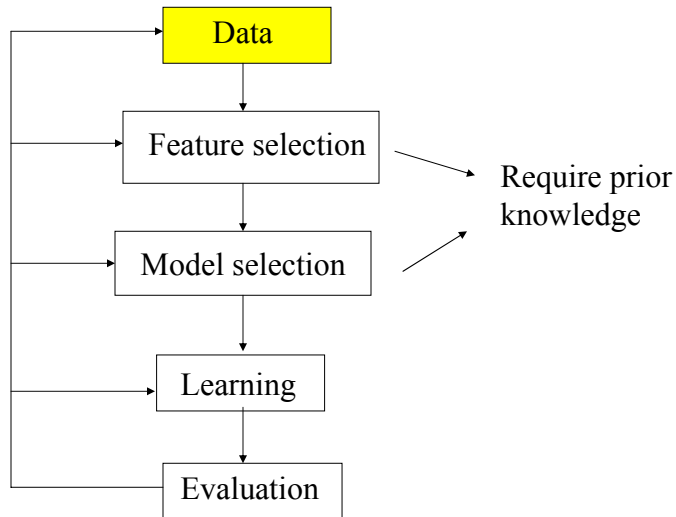 Data
Feature selection
Require prior
knowledge
Model selection
Learning
Evaluation